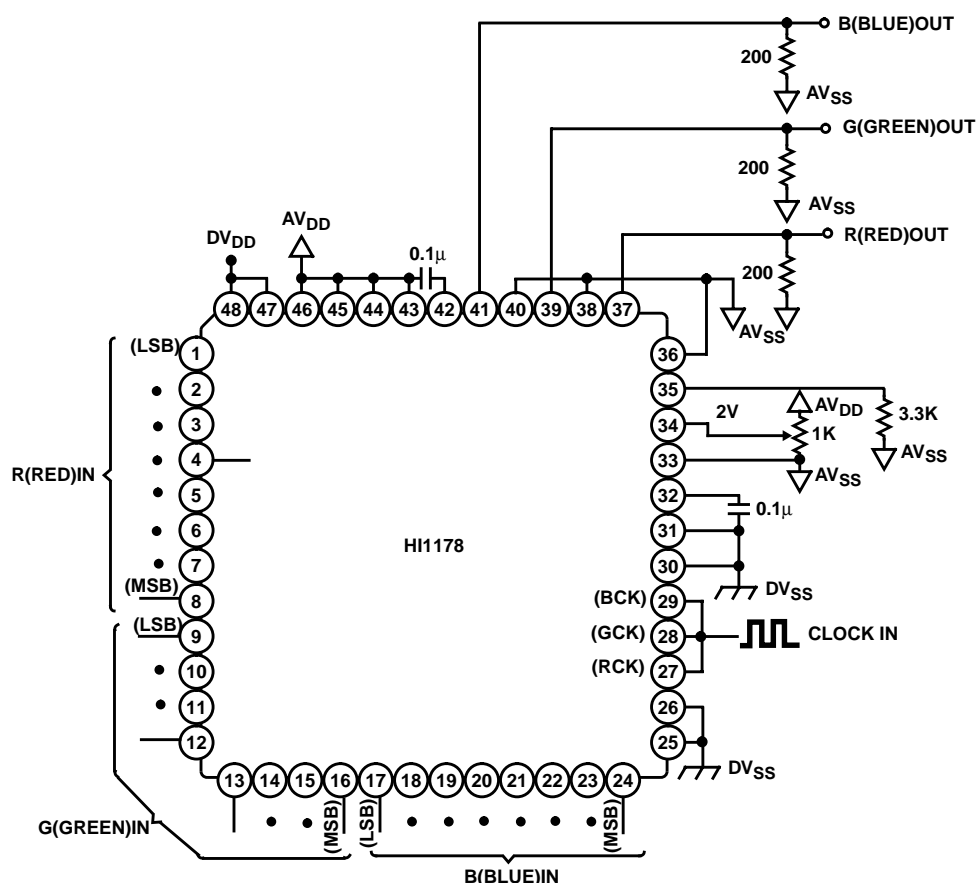 B(BLUE)OUT
200
AVSS
G(GREEN)OUT
200
AVSS
R(RED)OUT
200
AVSS
DVDD
AVDD
0.1μ
48 47 46 45 44 43 42 41 40 39 38 37
(LSB) 1
2
3
4
5
6
7
(MSB) 8
R(RED)IN
(LSB) 9
10
11
12
G(GREEN)IN
HI1178
36
35
34
33
32
31
30
29
28
27
26
25
2V
AVDD
1K
3.3K
AVSS
AVSS
0.1μ
DVSS
(BCK)
(GCK)
(RCK)
CLOCK IN
DVSS
13 14 15 16 17 18 19 20 21 22 23 24
(MSB)
(LSB)
(MSB)
B(BLUE)IN